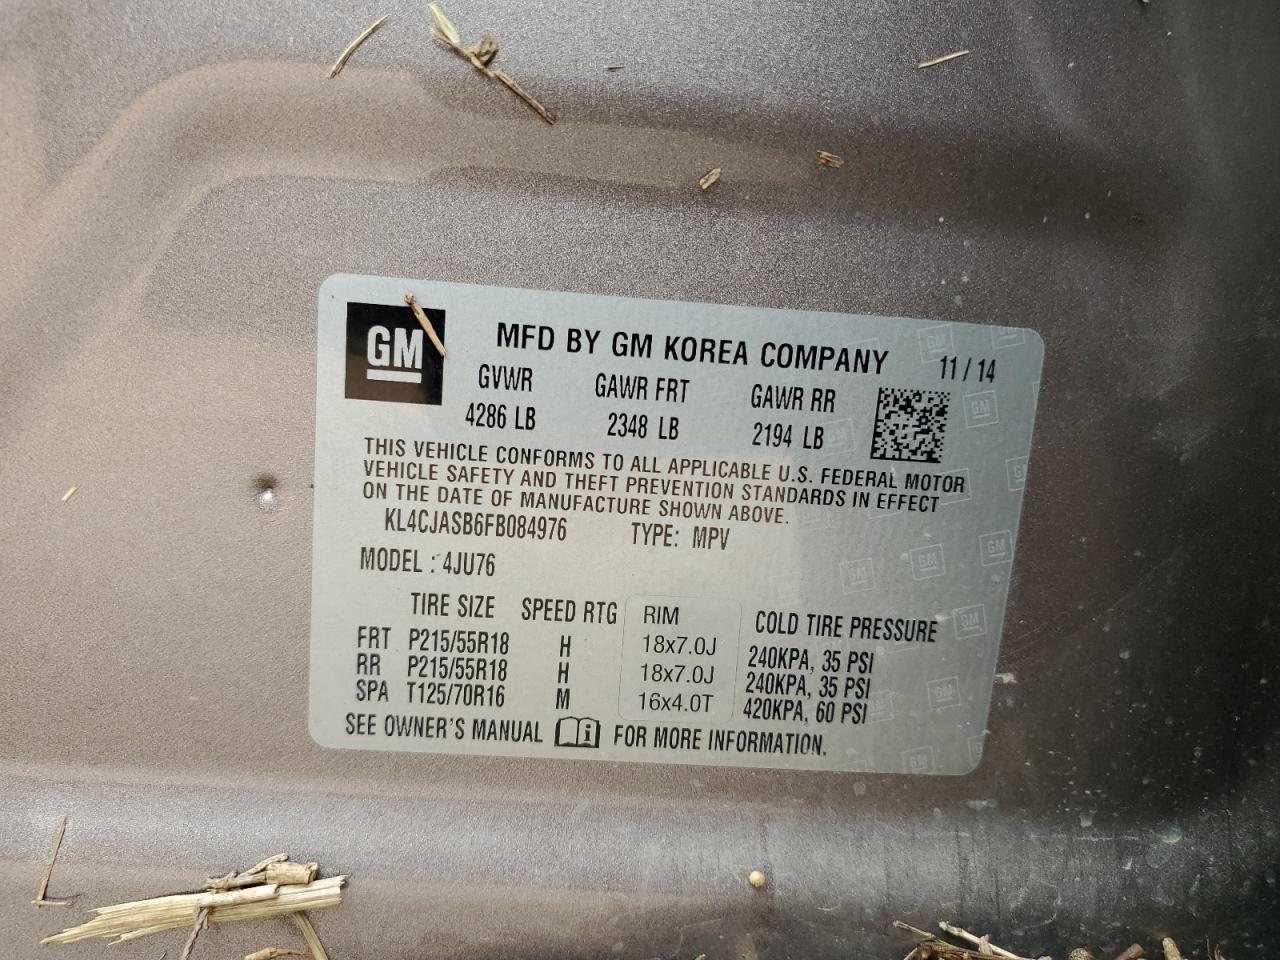 GM
MFD BY GM KOREA COMPANY 11 / 14
GVWR GAWR FRT GAWR RR
4286 LB 2348 LB 2194 LB
THIS VEHICLE CONFORMS TO ALL APPLICABLE U.S. FEDERAL MOTOR
VEHICLE SAFETY AND THEFT PREVENTION STANDARDS IN EFFECT
ON THE DATE OF MANUFACTURE SHOWN ABOVE.
KL4CJASB6FB084976 TYPE: MPV
MODEL : 4JU76
TIRE SIZE SPEED RTG RIM COLD TIRE PRESSURE
FRT P215/55R18 H 18x7.0J 240KPA, 35 PSI
RR P215/55R18 H 18x7.0J 240KPA, 35 PSI
SPA T125/70R16 M 16x4.0T 420KPA, 60 PSI
SEE OWNER'S MANUAL i FOR MORE INFORMATION.